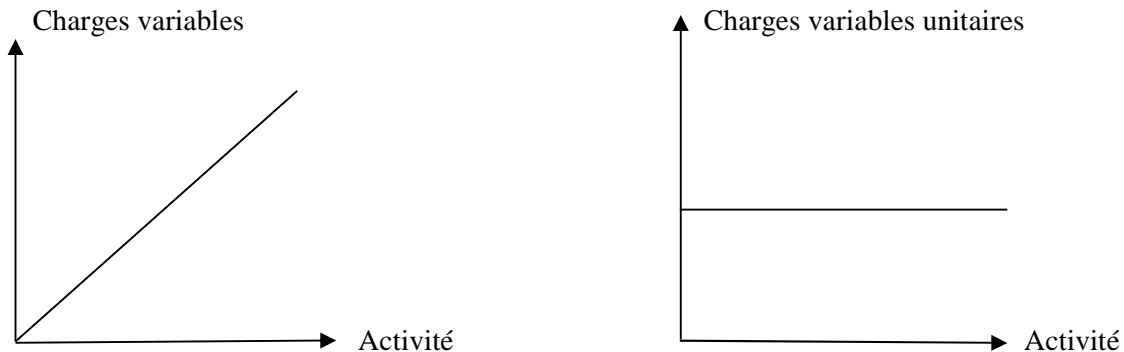 Charges variables
Charges variables unitaires
Activité
Activité